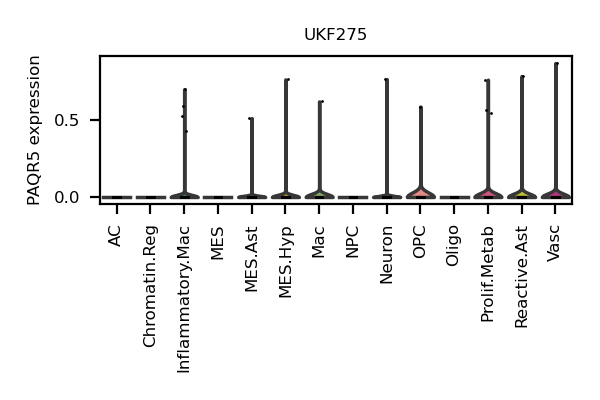 UKF275
PAQR5 expression
0.5
0.0
AC
Chromatin.Reg
Inflammatory.Mac
MES
MES.Ast
MES.Hyp
Mac
NPC
Neuron
OPC
Oligo
Prolif.Metab
Reactive.Ast
Vasc